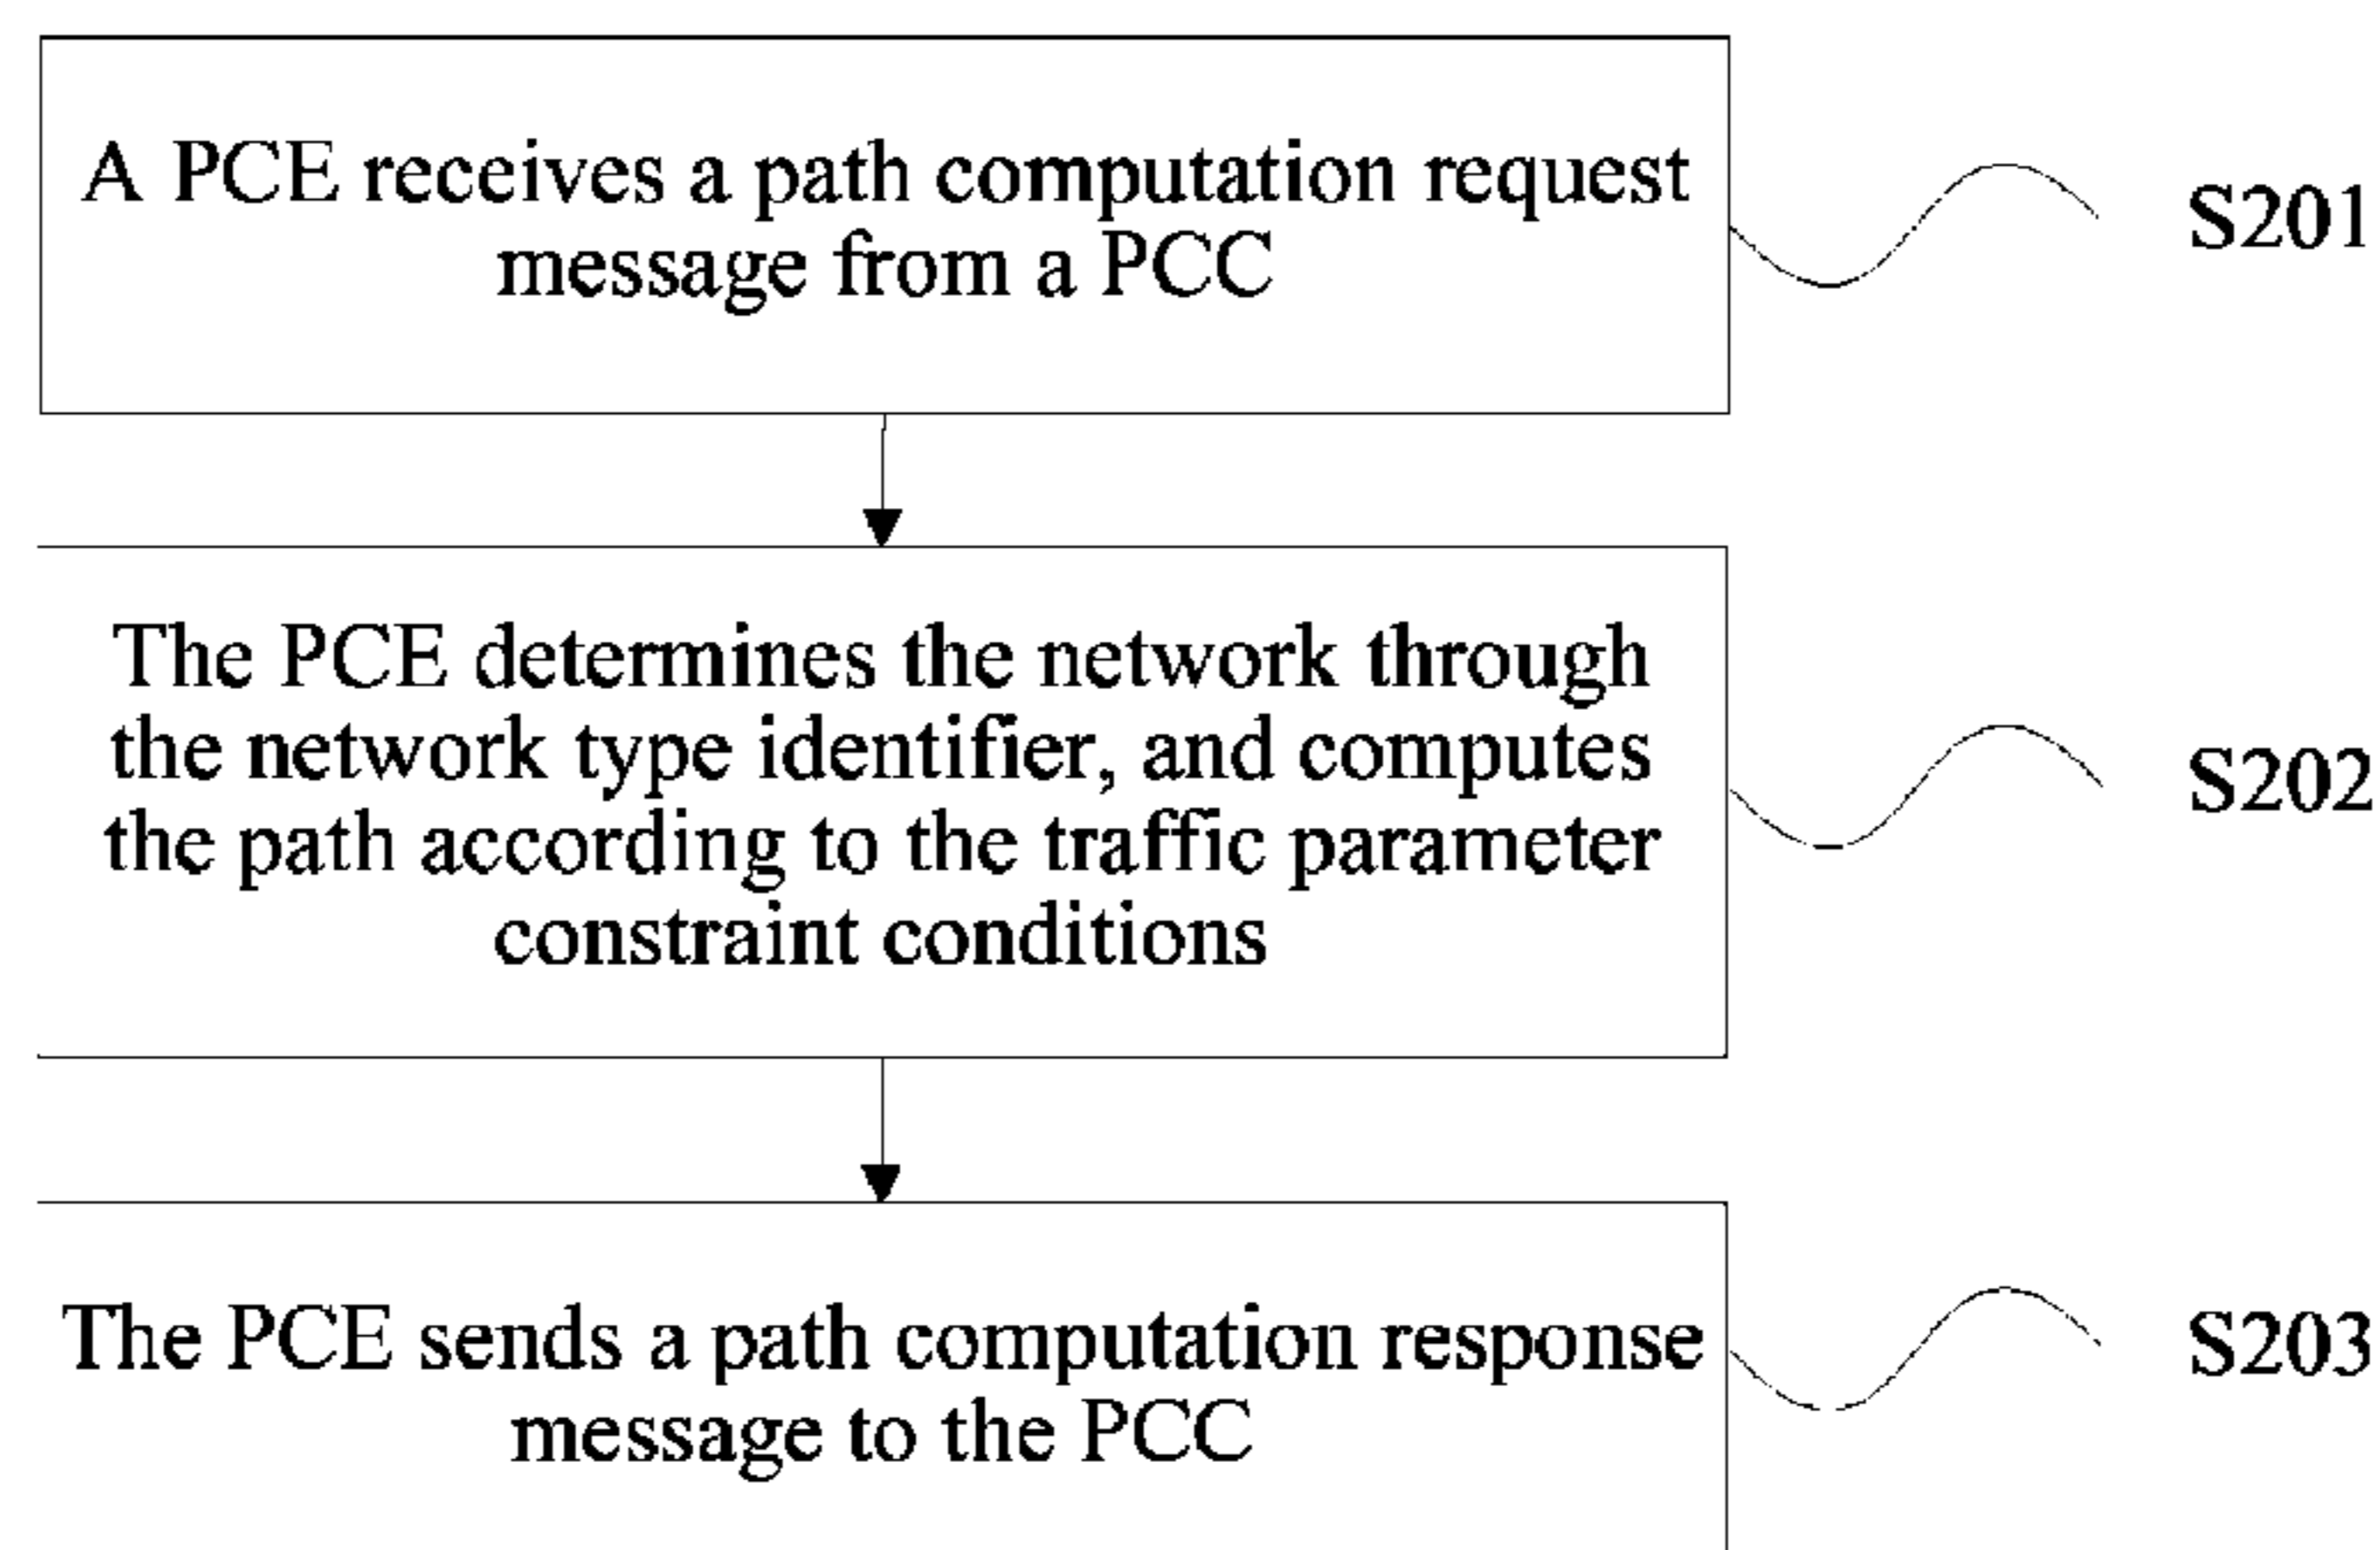 A PCE receives a path computation request
message from a PCC
S201
The PCE determines the network through
the network type identifier, and computes
the path according to the traffic parameter
constraint conditions
S202
The PCE sends a path computation response
message to the PCC
S203